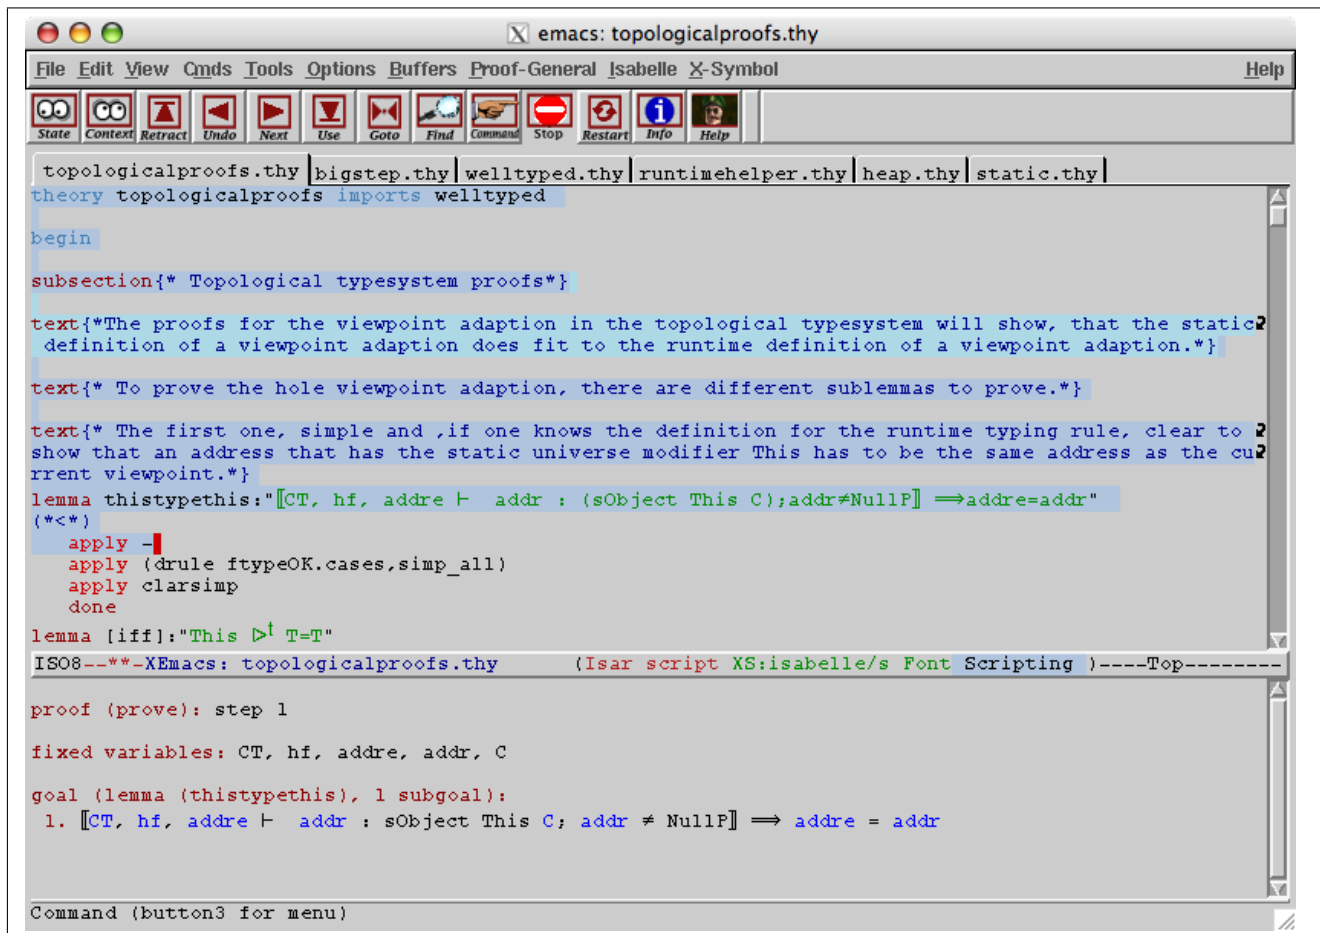 emacs: topologicalproofs.thy
File Edit View Cmds Tools Options Buffers Proof-General Isabelle X-Symbol Help
State Context Retract Undo Next Use Goto Find Command Stop Restart Info Help
topologicalproofs.thy bigstep.thy welltyped.thy runtimehelper.thy heap.thy static.thy
theory topologicalproofs imports welltyped
begin
subsection{* Topological typesystem proofs*}
text{*The proofs for the viewpoint adaption in the topological typesystem will show, that the static
definition of a viewpoint adaption does fit to the runtime definition of a viewpoint adaption.*}
text{* To prove the hole viewpoint adaption, there are different sublemmas to prove.*}
text{* The first one, simple and ,if one knows the definition for the runtime typing rule, clear to
show that an address that has the static universe modifier This has to be the same address as the cu
rrent viewpoint.*}
lemma thistypethis:"⟦CT, hf, addre ⊢  addr : (sObject This C);addr≠NullP⟧ ⟹addre=addr"
(*<*)
apply -
apply (drule ftypeOK.cases,simp_all)
apply clarsimp
done
lemma [iff]:"This ⊳ᵗ T=T"
ISO8--**-XEmacs: topologicalproofs.thy (Isar script XS:isabelle/s Font Scripting )----Top--------
proof (prove): step 1
fixed variables: CT, hf, addre, addr, C
goal (lemma (thistypethis), 1 subgoal):
1. ⟦CT, hf, addre ⊢  addr : sObject This C; addr ≠ NullP⟧ ⟹ addre = addr
Command (button3 for menu)